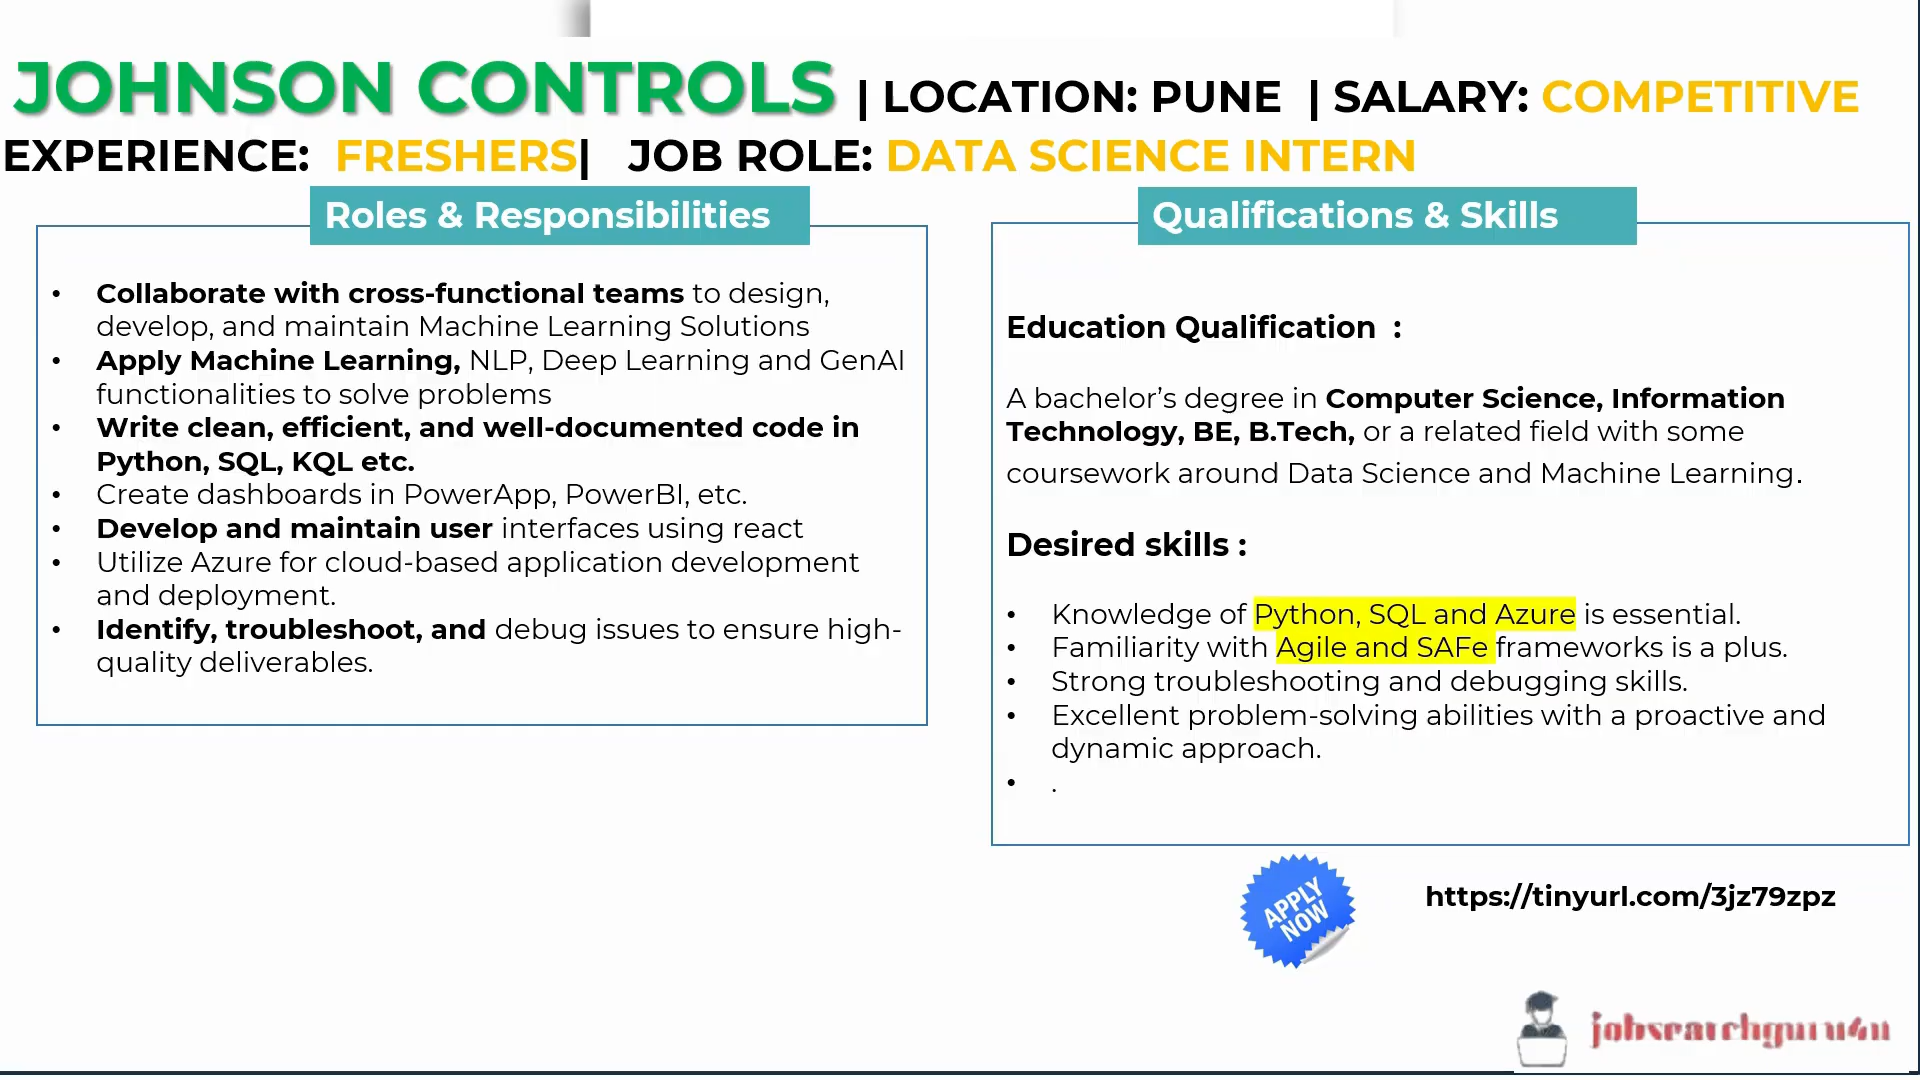 JOHNSON CONTROLS | LOCATION: PUNE | SALARY: COMPETITIVE
EXPERIENCE: FRESHERS| JOB ROLE: DATA SCIENCE INTERN
Roles & Responsibilities
• Collaborate with cross-functional teams to design,
develop, and maintain Machine Learning Solutions
• Apply Machine Learning, NLP, Deep Learning and GenAI
functionalities to solve problems
• Write clean, efficient, and well-documented code in
Python, SQL, KQL etc.
• Create dashboards in PowerApp, PowerBI, etc.
• Develop and maintain user interfaces using react
• Utilize Azure for cloud-based application development
and deployment.
• Identify, troubleshoot, and debug issues to ensure high-
quality deliverables.
Qualifications & Skills
Education Qualification :
A bachelor’s degree in Computer Science, Information
Technology, BE, B.Tech, or a related field with some
coursework around Data Science and Machine Learning.
Desired skills :
• Knowledge of Python, SQL and Azure is essential.
• Familiarity with Agile and SAFe frameworks is a plus.
• Strong troubleshooting and debugging skills.
• Excellent problem-solving abilities with a proactive and
dynamic approach.
• .
APPLY
NOW
https://tinyurl.com/3jz79zpz
jobsearchguru4u